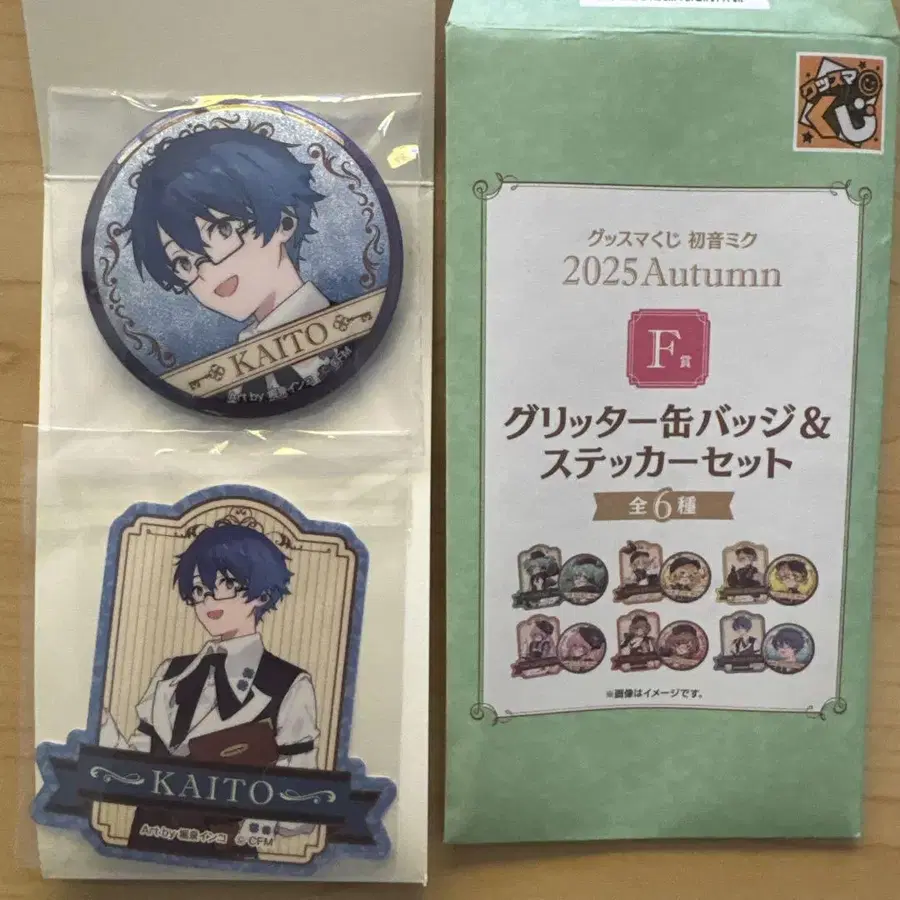 KAITO
Art by
KAITO
Art by
© CFM
グッスマ
くじ
グッスマくじ 初音ミク
2025 Autumn
F賞
グリッター缶バッジ&
ステッカーセット
全6種
※画像はイメージです。